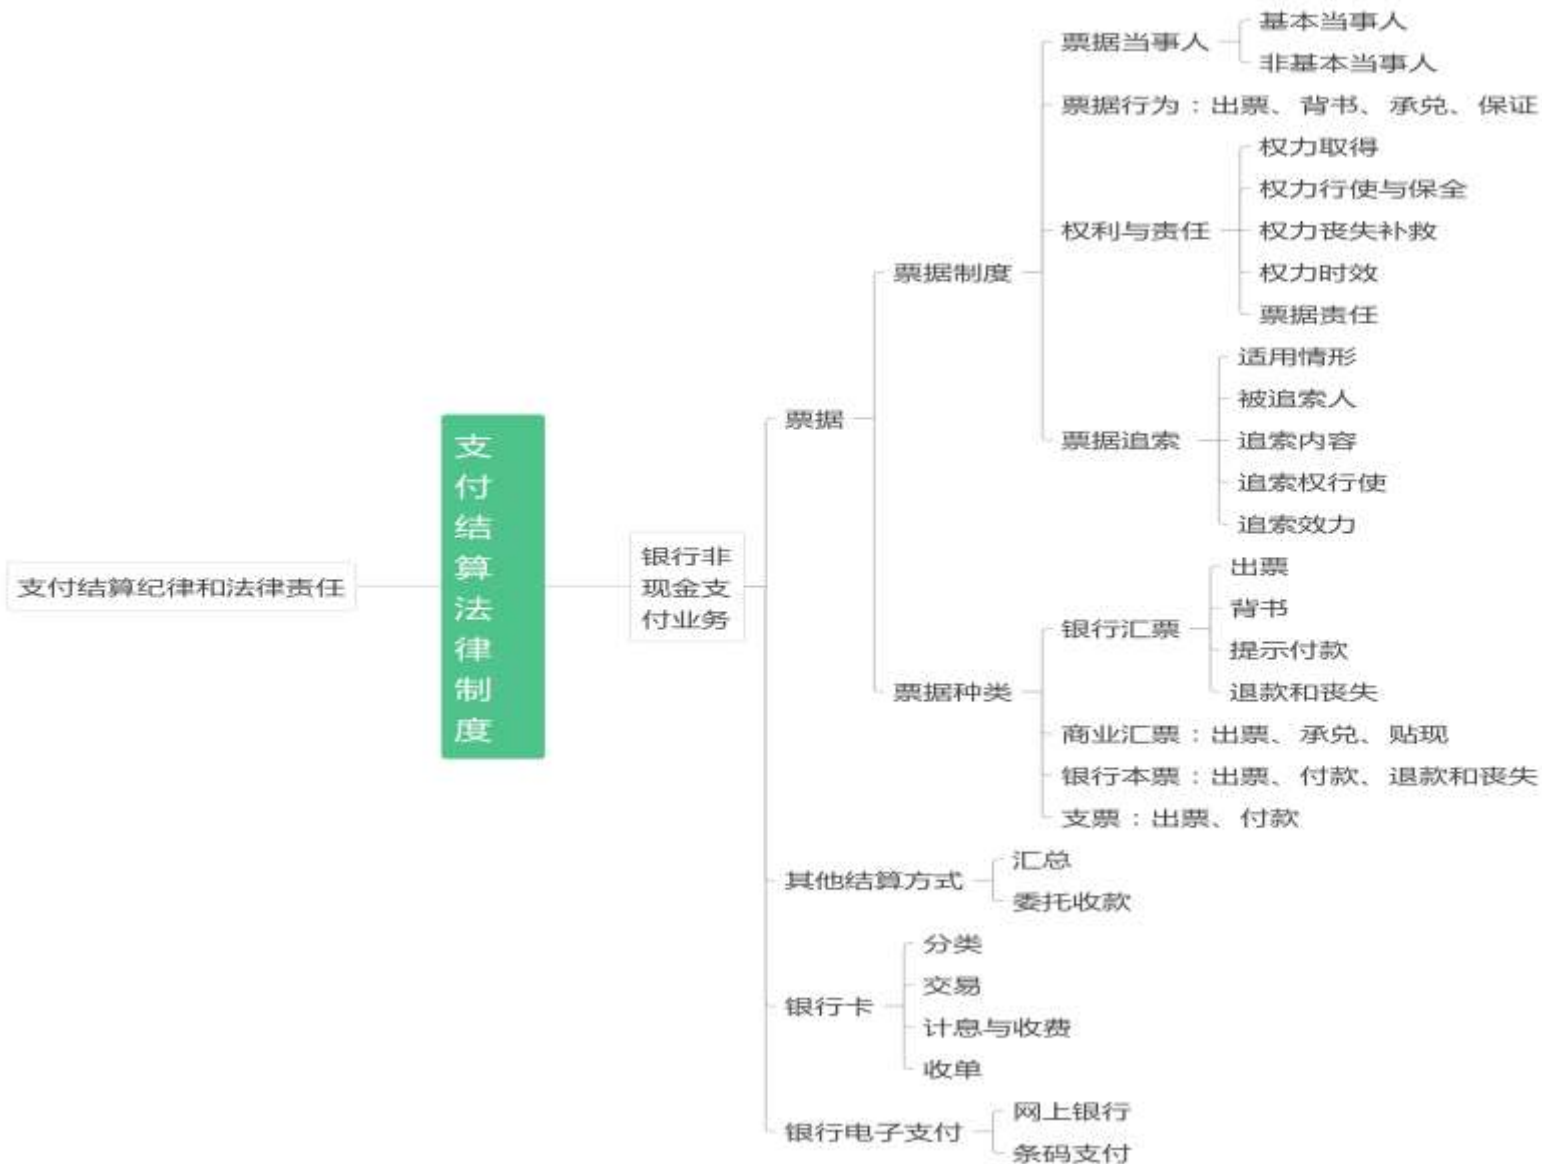 支付结算纪律和法律责任
支
付
结
算
法
律
制
度
银行非
现金支
付业务
票据
票据制度
票据当事人
基本当事人
非基本当事人
票据行为：出票、背书、承兑、保证
权利与责任
权力取得
权力行使与保全
权力丧失补救
权力时效
票据责任
票据追索
适用情形
被追索人
追索内容
追索权行使
追索效力
票据种类
银行汇票
出票
背书
提示付款
退款和丧失
商业汇票：出票、承兑、贴现
银行本票：出票、付款、退款和丧失
支票：出票、付款
其他结算方式
汇总
委托收款
银行卡
分类
交易
计息与收费
收单
银行电子支付
网上银行
条码支付